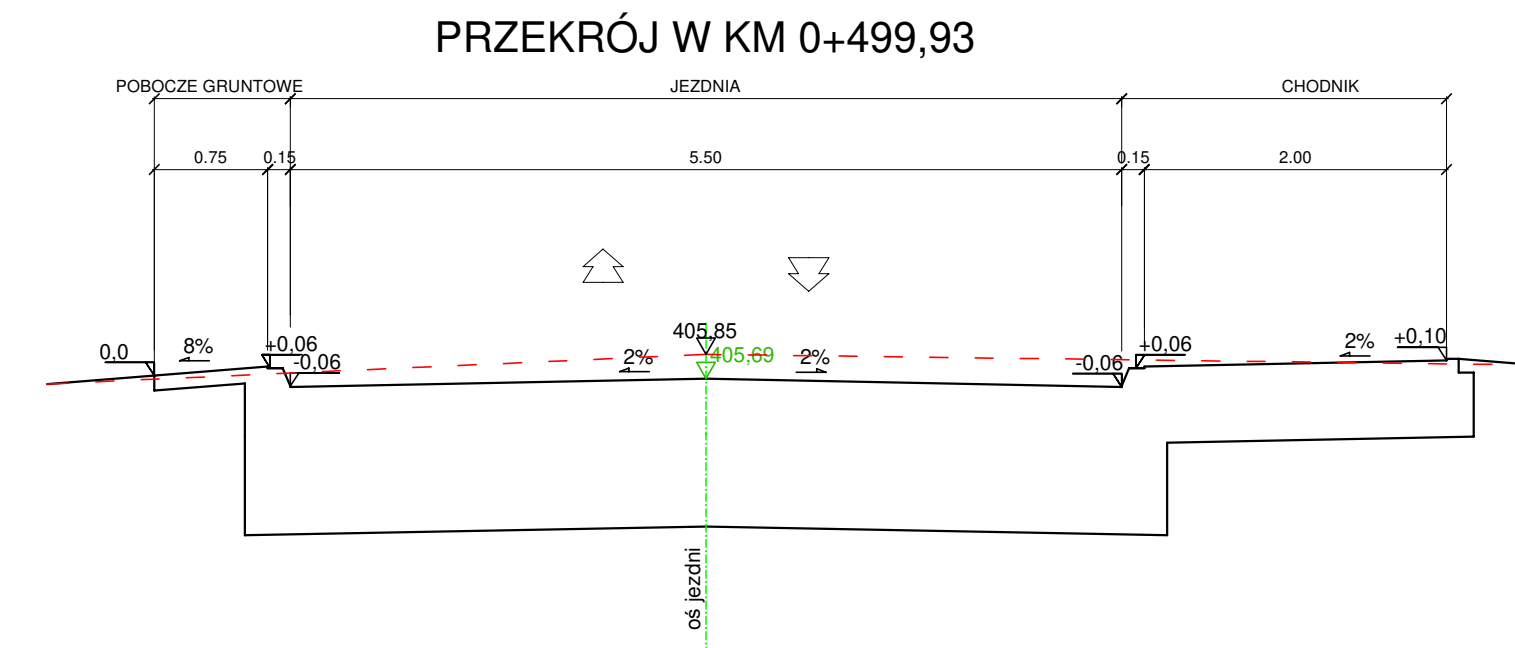 PRZEKRÓJ W KM 0+499,93
POBOCZE GRUNTOWE JEZDNIA CHODNIK
0.75 0.15 5.50 0.15 2.00
405,85
0,0 8% +0,06 +0,06 2% +0,10
-0,06 2% 405,69 2% -0,06
oś jezdni